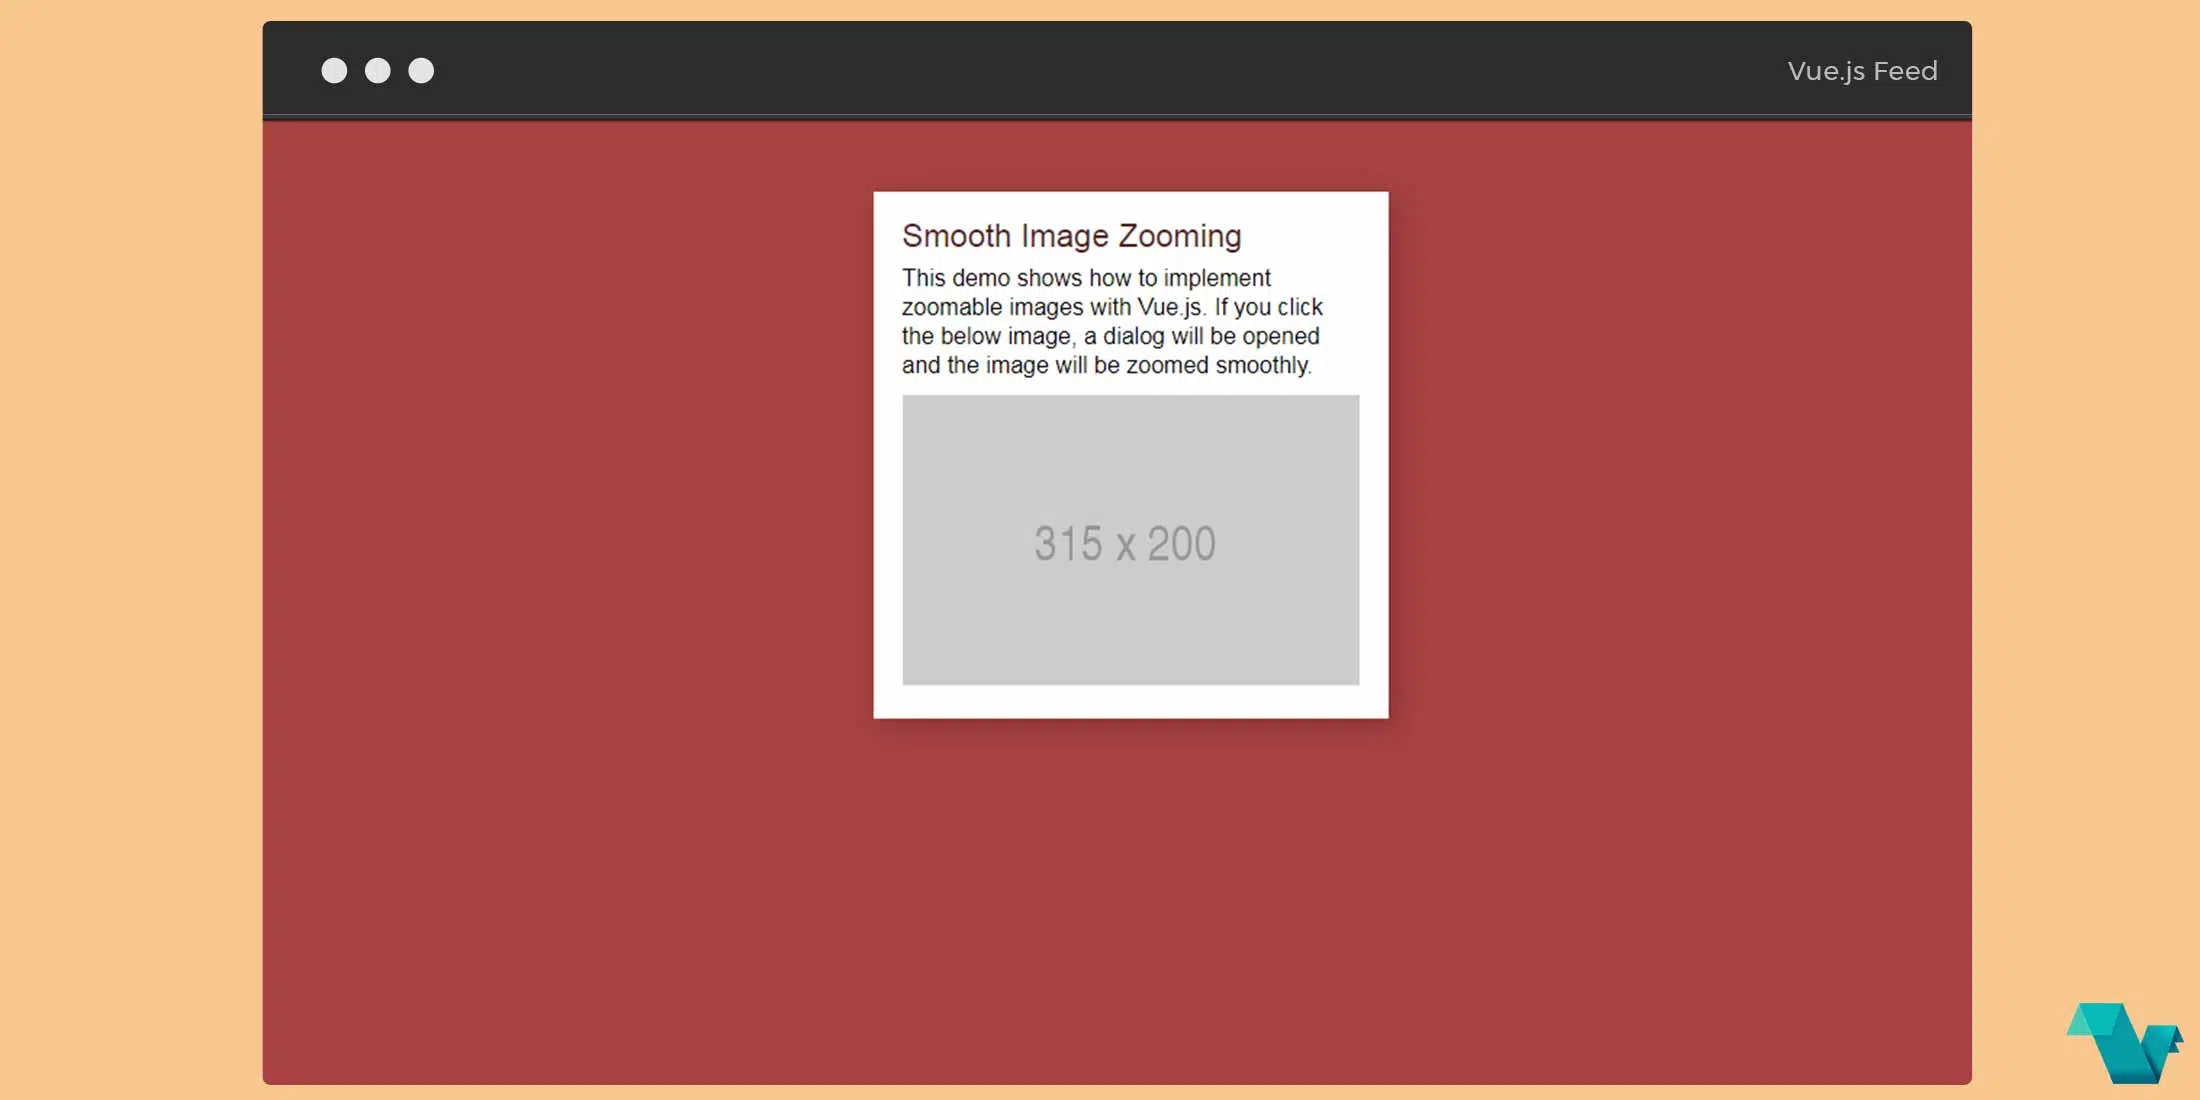 Vue.js Feed
Smooth Image Zooming
This demo shows how to implement
zoomable images with Vue.js. If you click
the below image, a dialog will be opened
and the image will be zoomed smoothly.
315 x 200